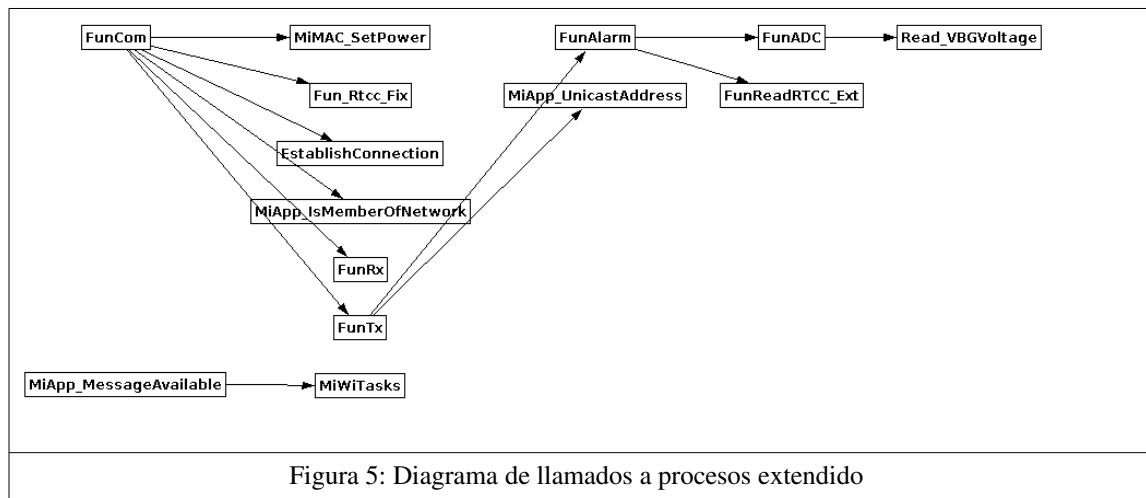 FunCom
MiMAC_SetPower
FunAlarm
FunADC
Read_VBGVoltage
Fun_Rtcc_Fix
MiApp_UnicastAddress
FunReadRTCC_Ext
EstablishConnection
MiApp_IsMemberOfNetwork
FunRx
FunTx
MiApp_MessageAvailable
MiWiTasks
Figura 5: Diagrama de llamados a procesos extendido